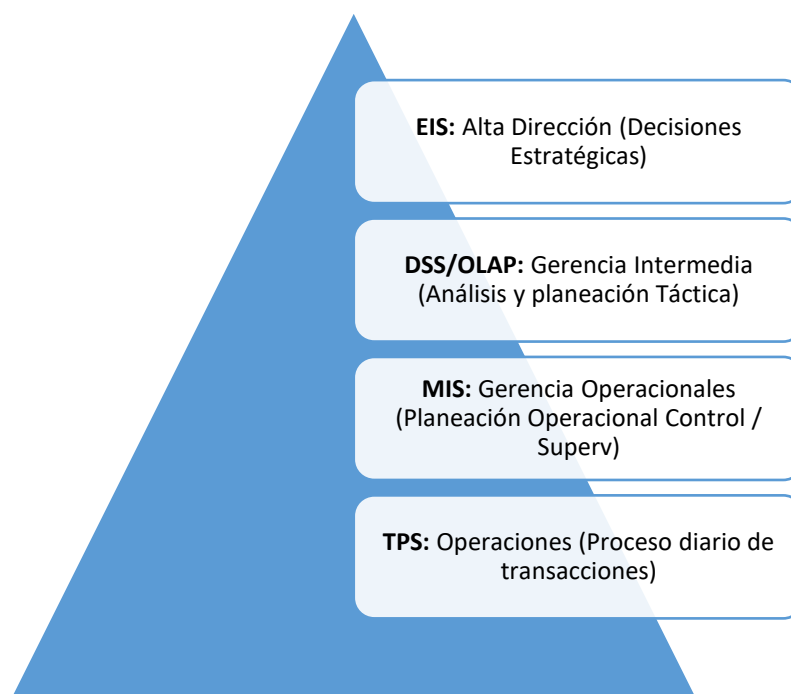 EIS: Alta Dirección (Decisiones
Estratégicas)
DSS/OLAP: Gerencia Intermedia
(Análisis y planeación Táctica)
MIS: Gerencia Operacionales
(Planeación Operacional Control /
Superv)
TPS: Operaciones (Proceso diario de
transacciones)